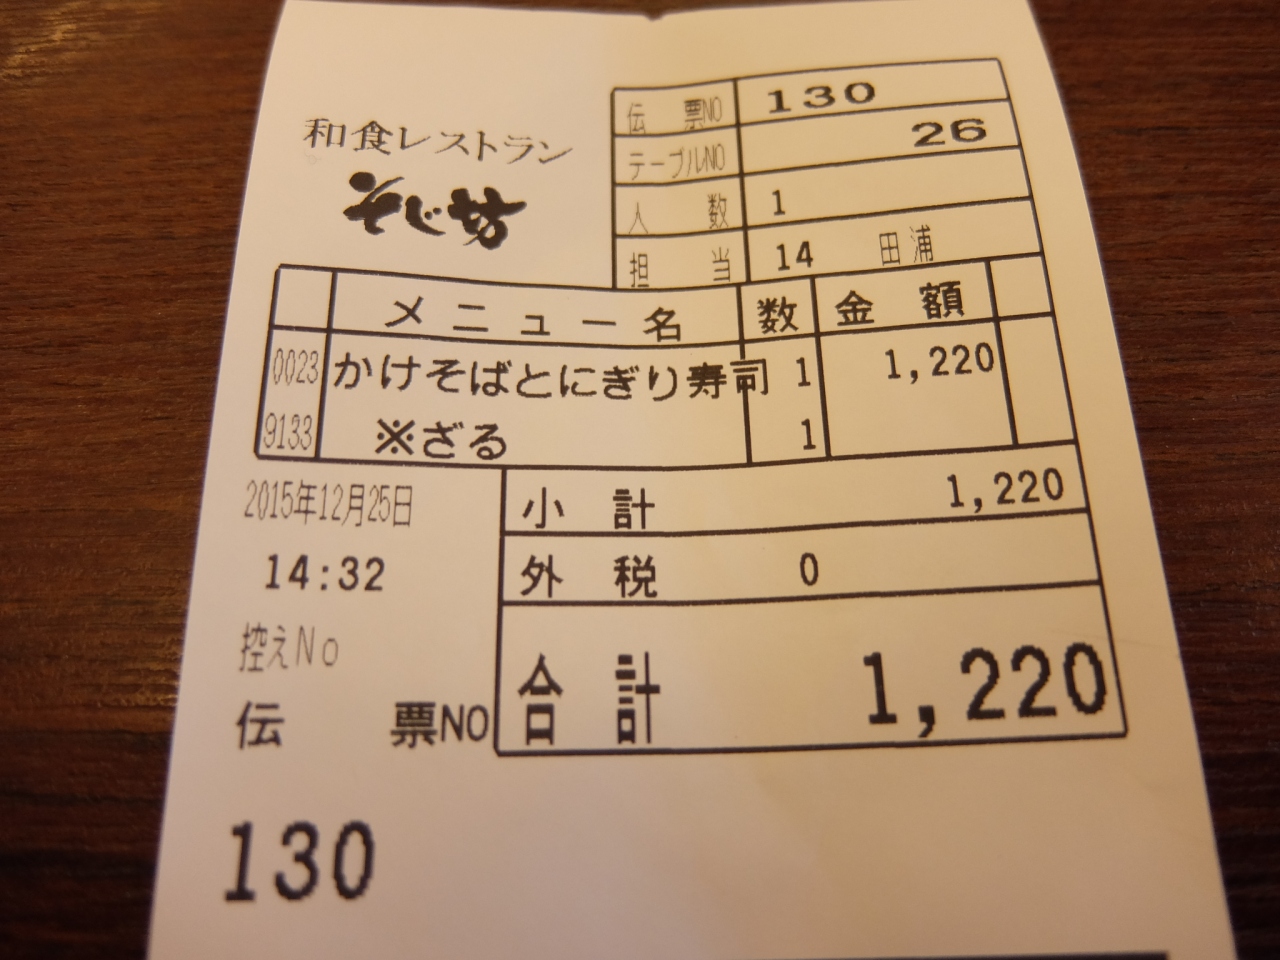 和食レストラン
伝票NO 130
テーブルNO 26
人数 1
担当 14 田浦
メニュー名 数 金額
0023 かけそばとにぎり寿司 1 1,220
9133 ※ざる 1
2015年12月25日
14:32
控えNo
伝票NO
130
小計 1,220
外税 0
合計 1,220